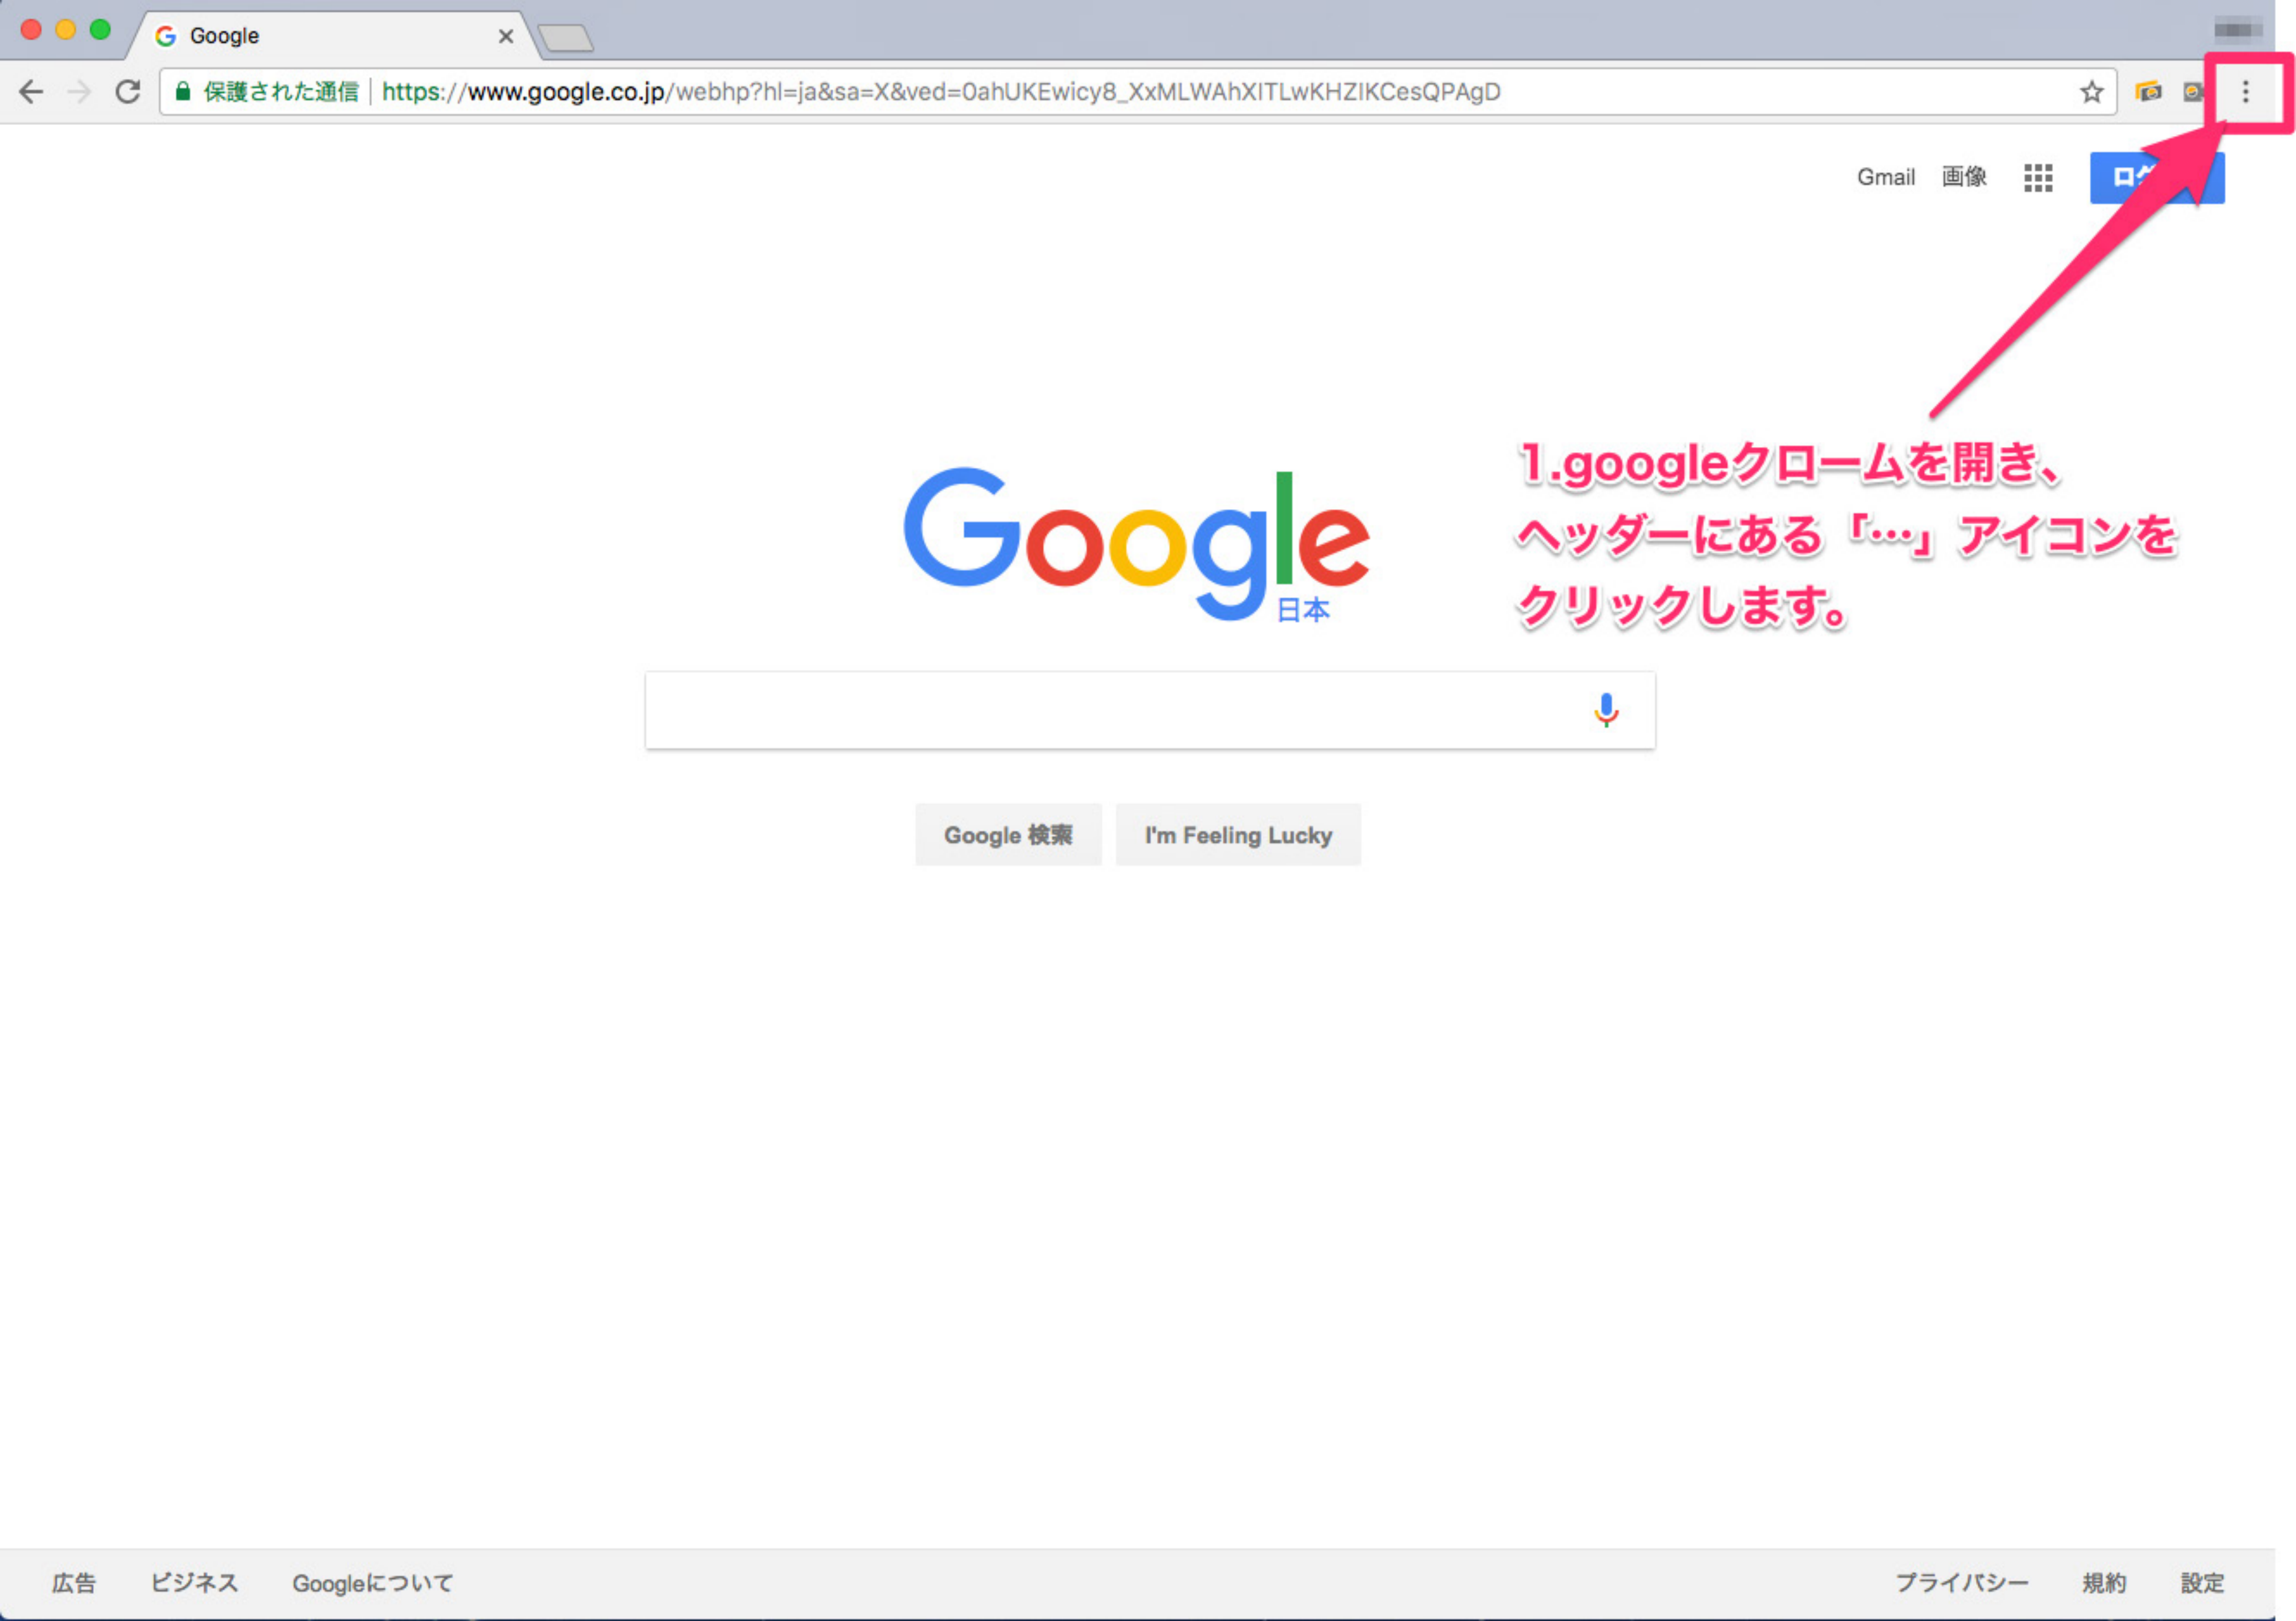 Google
保護された通信 https://www.google.co.jp/webhp?hl=ja&sa=X&ved=0ahUKEwicy8_XxMLWAhXITLwKHZIKCesQPAgD
Gmail 画像
Google
日本
1.googleクロームを開き、
ヘッダーにある「…」アイコンを
クリックします。
Google 検索 I'm Feeling Lucky
広告 ビジネス Googleについて プライバシー 規約 設定